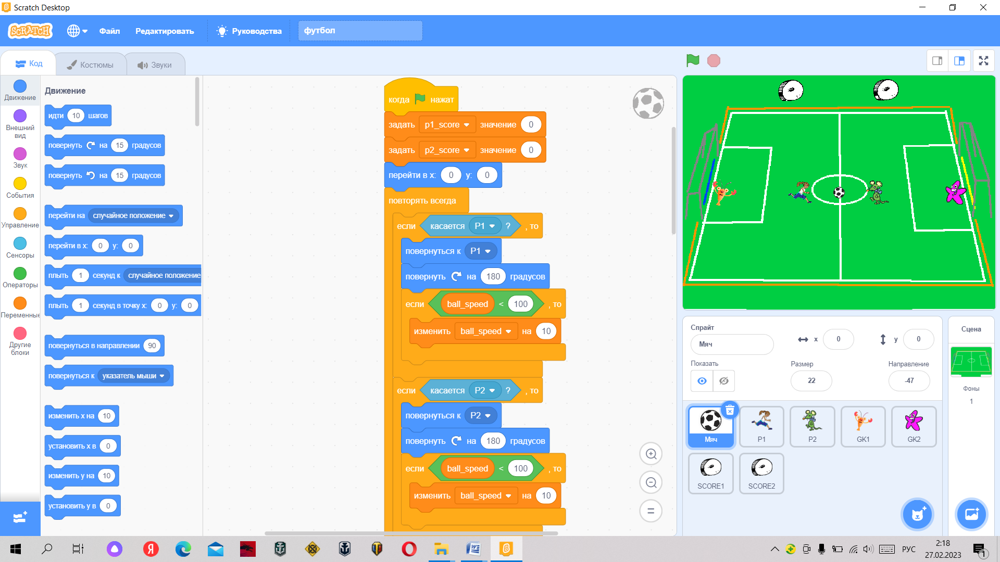 Scratch Desktop
SCRATCH
Файл
Редактировать
Руководства
футбол
Код
Костюмы
Звуки
Движение
Внешний вид
Звук
События
Управление
Сенсоры
Операторы
Переменные
Другие блоки
Движение
идти 10 шагов
повернуть на 15 градусов
повернуть на 15 градусов
перейти на случайное положение
перейти в x: 0 y: 0
плыть 1 секунд к случайное положение
плыть 1 секунд в точку x: 0 y: 0
повернуться в направлении 90
повернуться к указатель мыши
изменить x на 10
установить x в 0
изменить y на 10
установить y в 0
когда нажат
задать p1_score значение 0
задать p2_score значение 0
перейти в x: 0 y: 0
повторять всегда
если касается P1 ? , то
повернуться к P1
повернуть на 180 градусов
если ball_speed < 100 , то
изменить ball_speed на 10
если касается P2 ? , то
повернуться к P2
повернуть на 180 градусов
если ball_speed < 100 , то
изменить ball_speed на 10
Спрайт
Мяч
x 0
y 0
Показать
Размер
22
Направление
-47
Мяч
P1
P2
GK1
GK2
SCORE1
SCORE2
Сцена
Фоны
1
РУС
2:18
27.02.2023
1